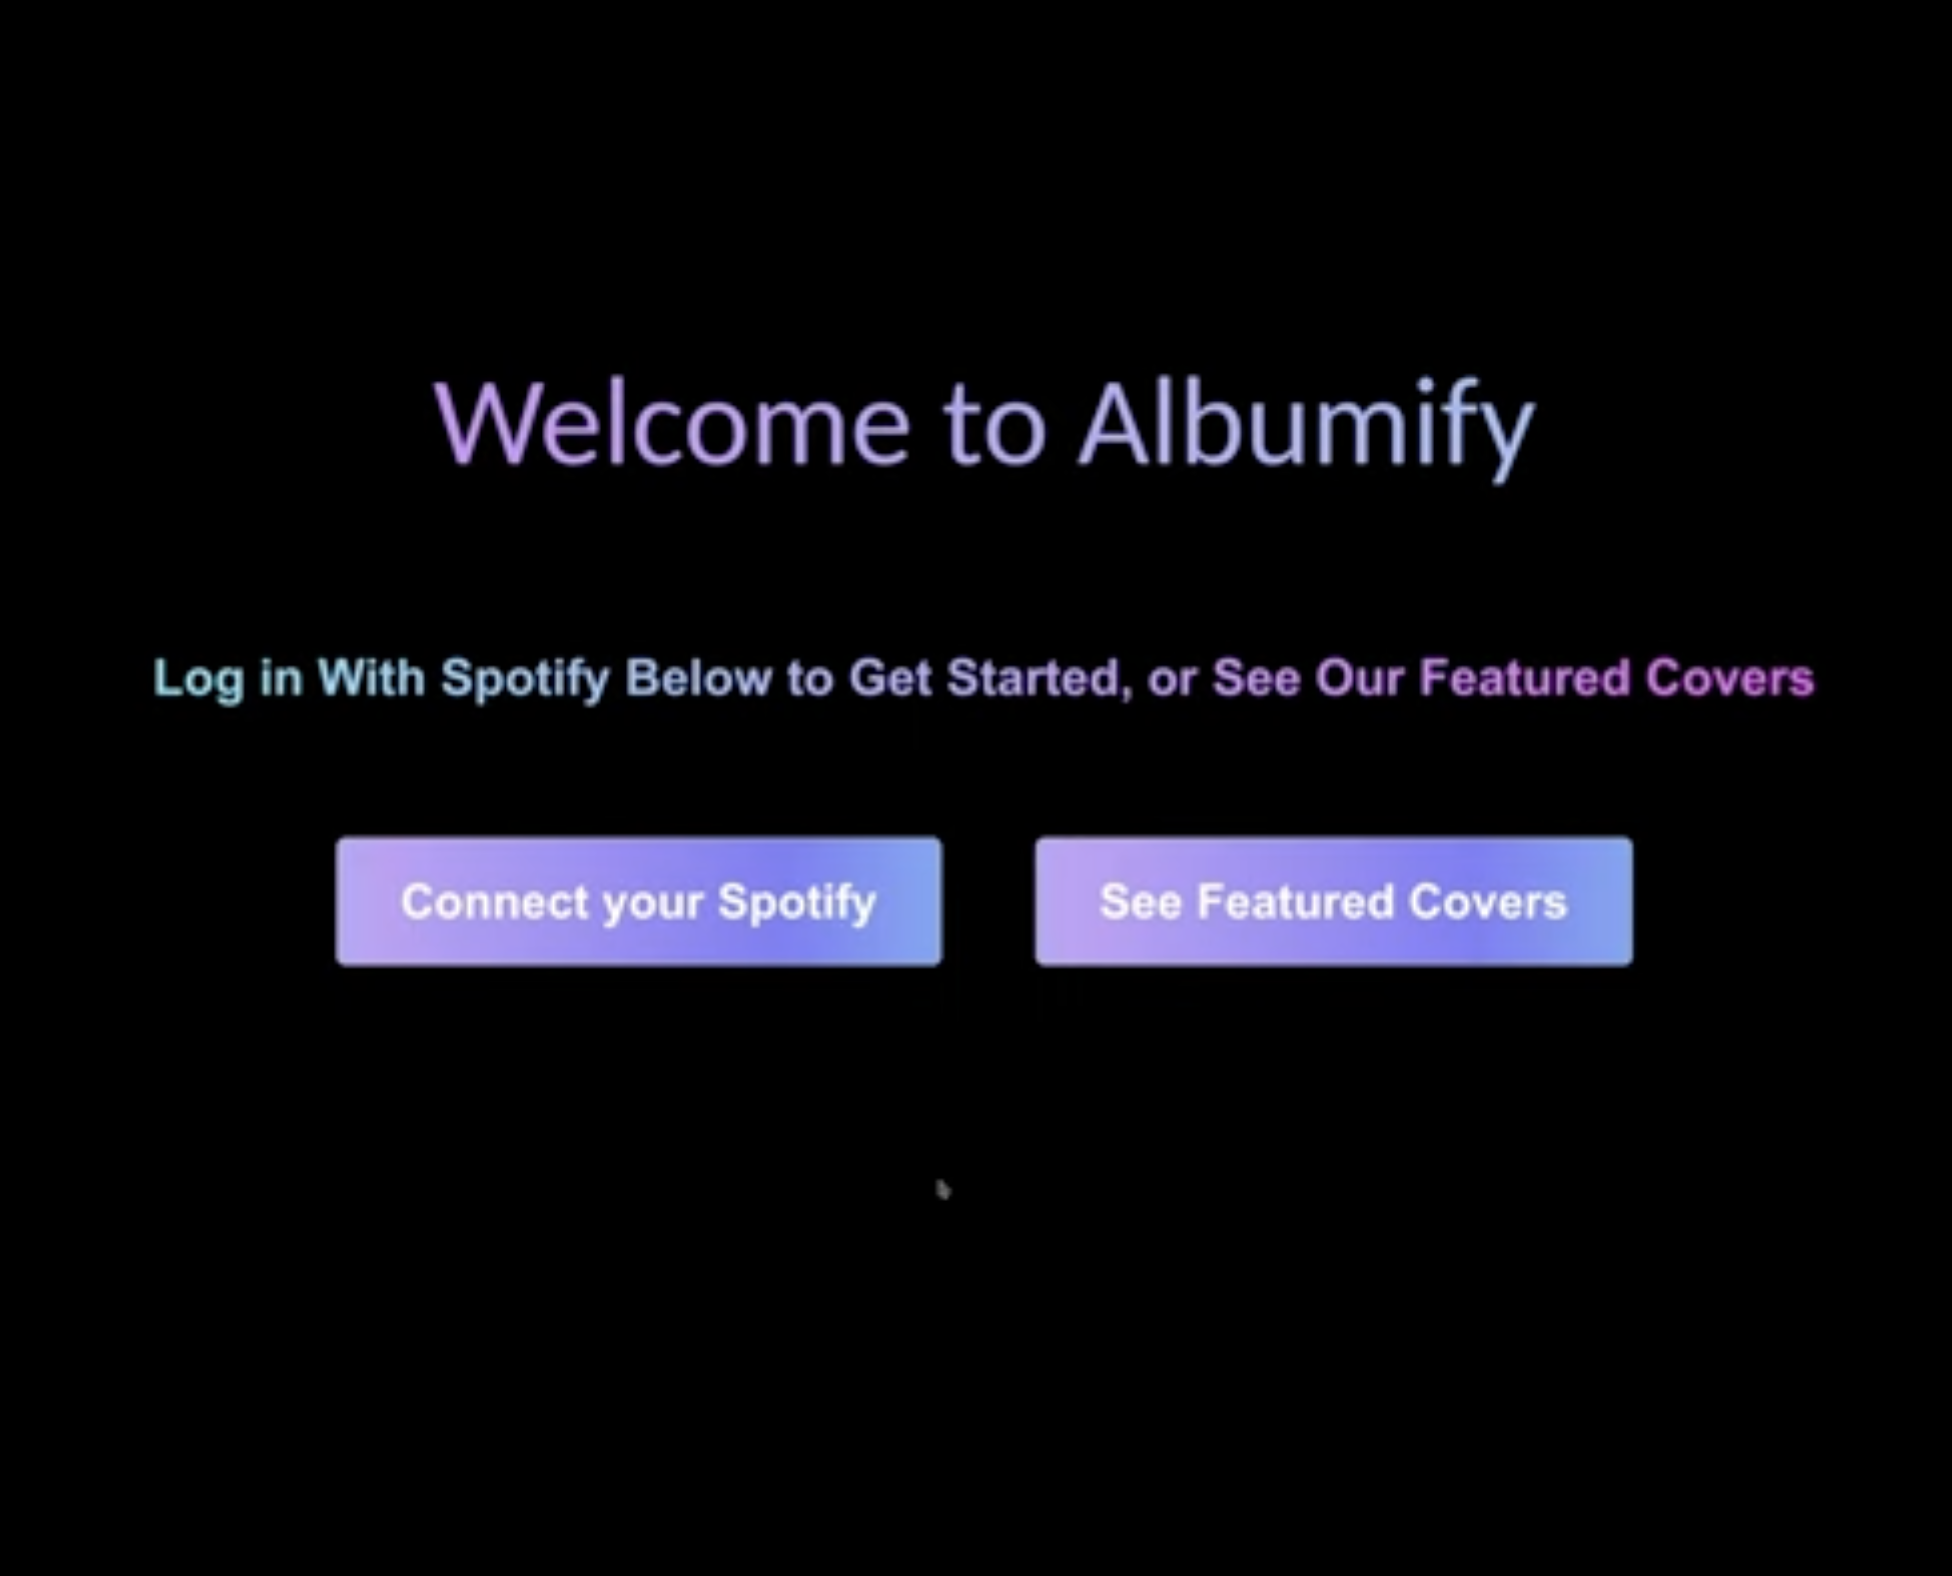 Welcome to Albumify
Log in With Spotify Below to Get Started, or See Our Featured Covers
Connect your Spotify
See Featured Covers